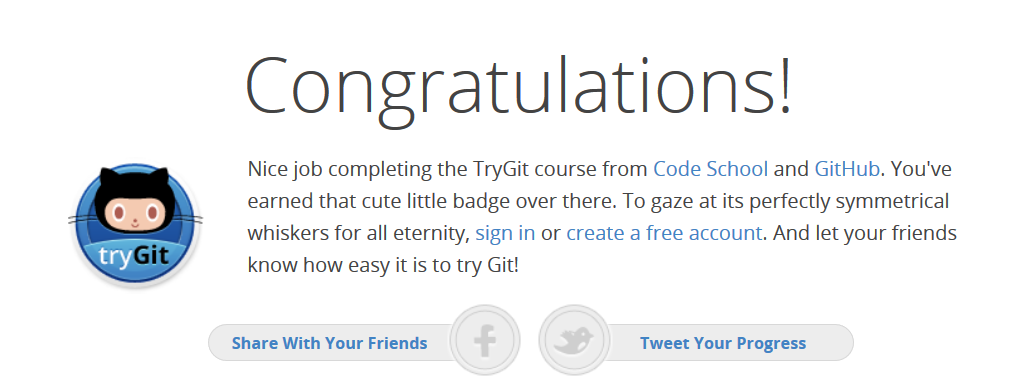 Congratulations!
Nice job completing the TryGit course from Code School and GitHub. You've
earned that cute little badge over there. To gaze at its perfectly symmetrical
whiskers for all eternity, sign in or create a free account. And let your friends
know how easy it is to try Git!
tryGit
Share With Your Friends
Tweet Your Progress